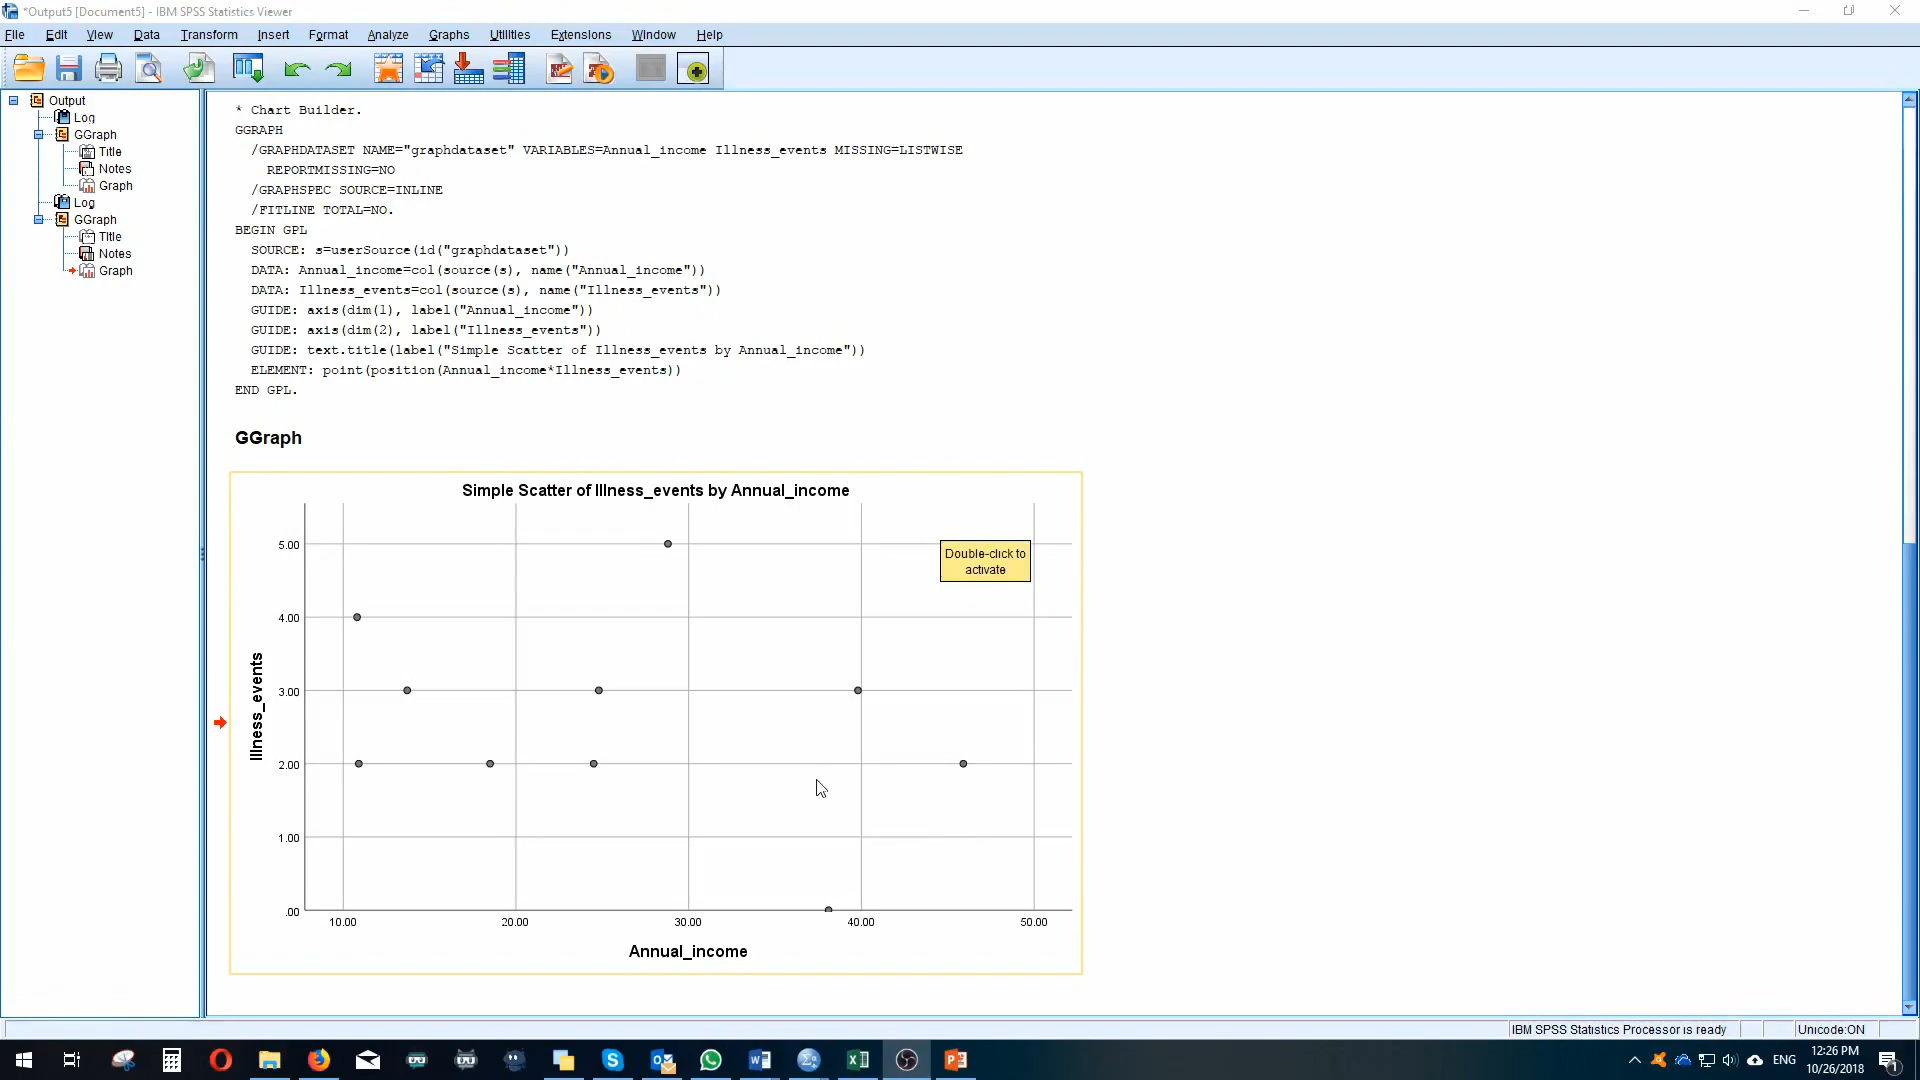 *Output5 [Document5] - IBM SPSS Statistics Viewer
File Edit View Data Transform Insert Format Analyze Graphs Utilities Extensions Window Help
Output
Log
GGraph
Title
Notes
Graph
Log
GGraph
Title
Notes
Graph
* Chart Builder.
GGRAPH
/GRAPHDATASET NAME="graphdataset" VARIABLES=Annual_income Illness_events MISSING=LISTWISE
REPORTMISSING=NO
/GRAPHSPEC SOURCE=INLINE
/FITLINE TOTAL=NO.
BEGIN GPL
SOURCE: s=userSource(id("graphdataset"))
DATA: Annual_income=col(source(s), name("Annual_income"))
DATA: Illness_events=col(source(s), name("Illness_events"))
GUIDE: axis(dim(1), label("Annual_income"))
GUIDE: axis(dim(2), label("Illness_events"))
GUIDE: text.title(label("Simple Scatter of Illness_events by Annual_income"))
ELEMENT: point(position(Annual_income*Illness_events))
END GPL.
GGraph
Simple Scatter of Illness_events by Annual_income
Double-click to
activate
Illness_events
5.00
4.00
3.00
2.00
1.00
.00
10.00 20.00 30.00 40.00 50.00
Annual_income
IBM SPSS Statistics Processor is ready Unicode:ON
ENG
12:26 PM
10/26/2018
1